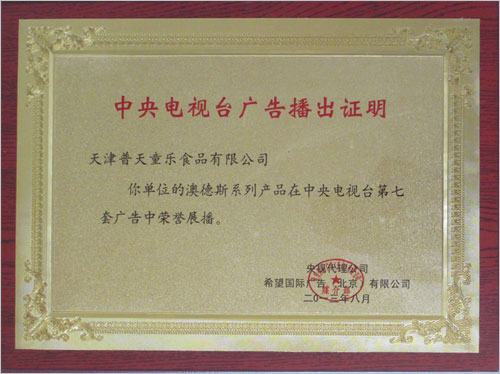 中央电视台广告播出证明
天津普天童乐食品有限公司
你单位的澳德斯系列产品在中央电视台第七
套广告中荣誉展播。
央视代理公司
希望国际广告（北京）有限公司
二〇一三年八月